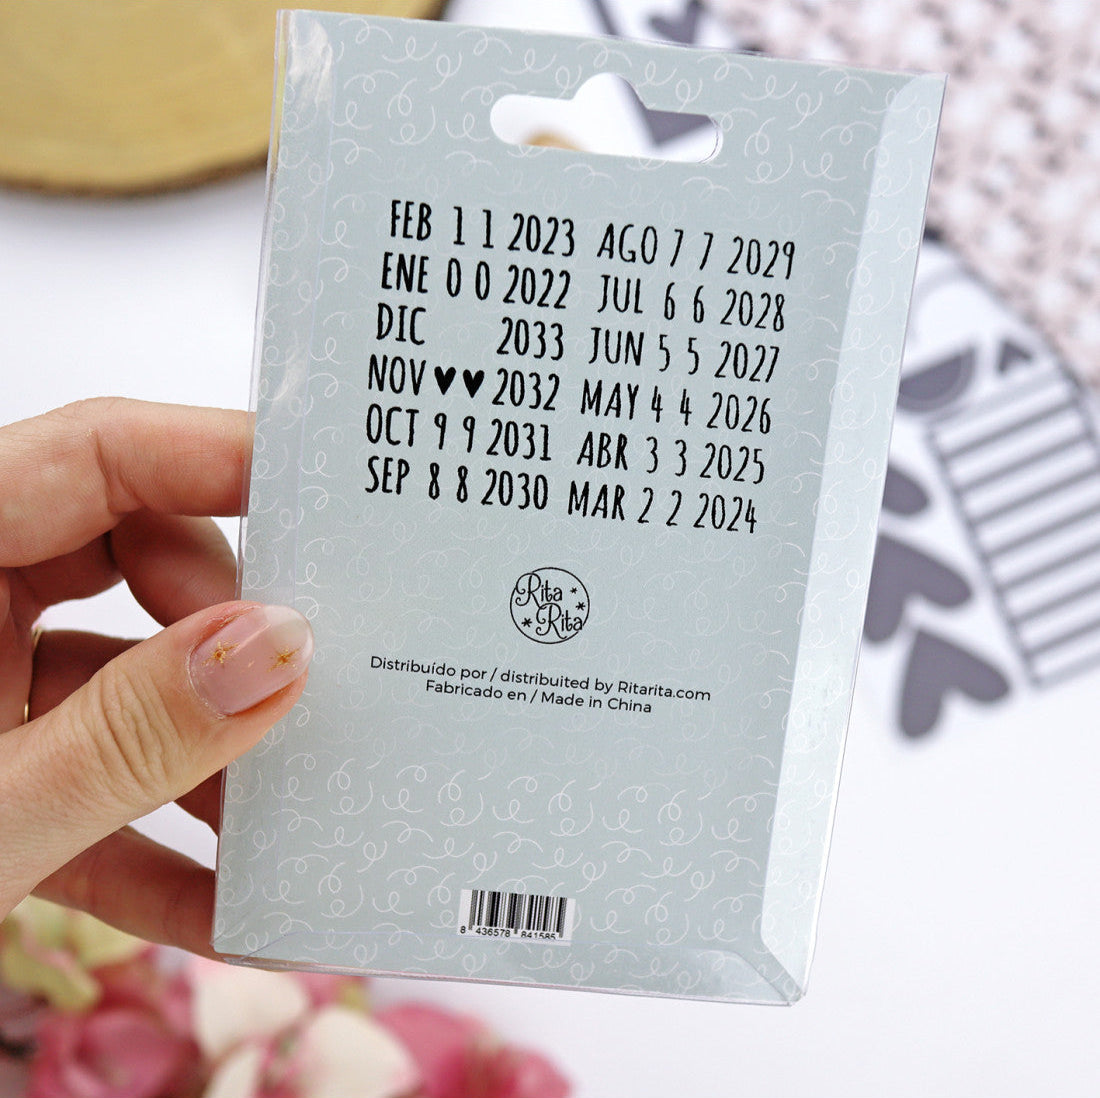 FEB 1 1 2023 AGO 7 7 2029
ENE 0 0 2022 JUL 6 6 2028
DIC 2033 JUN 5 5 2027
NOV ♥♥ 2032 MAY 4 4 2026
OCT 9 9 2031 ABR 3 3 2025
SEP 8 8 2030 MAR 2 2 2024
Rita
Rita
Distribuído por / distribuited by Ritarita.com
Fabricado en / Made in China
8 436578 841585